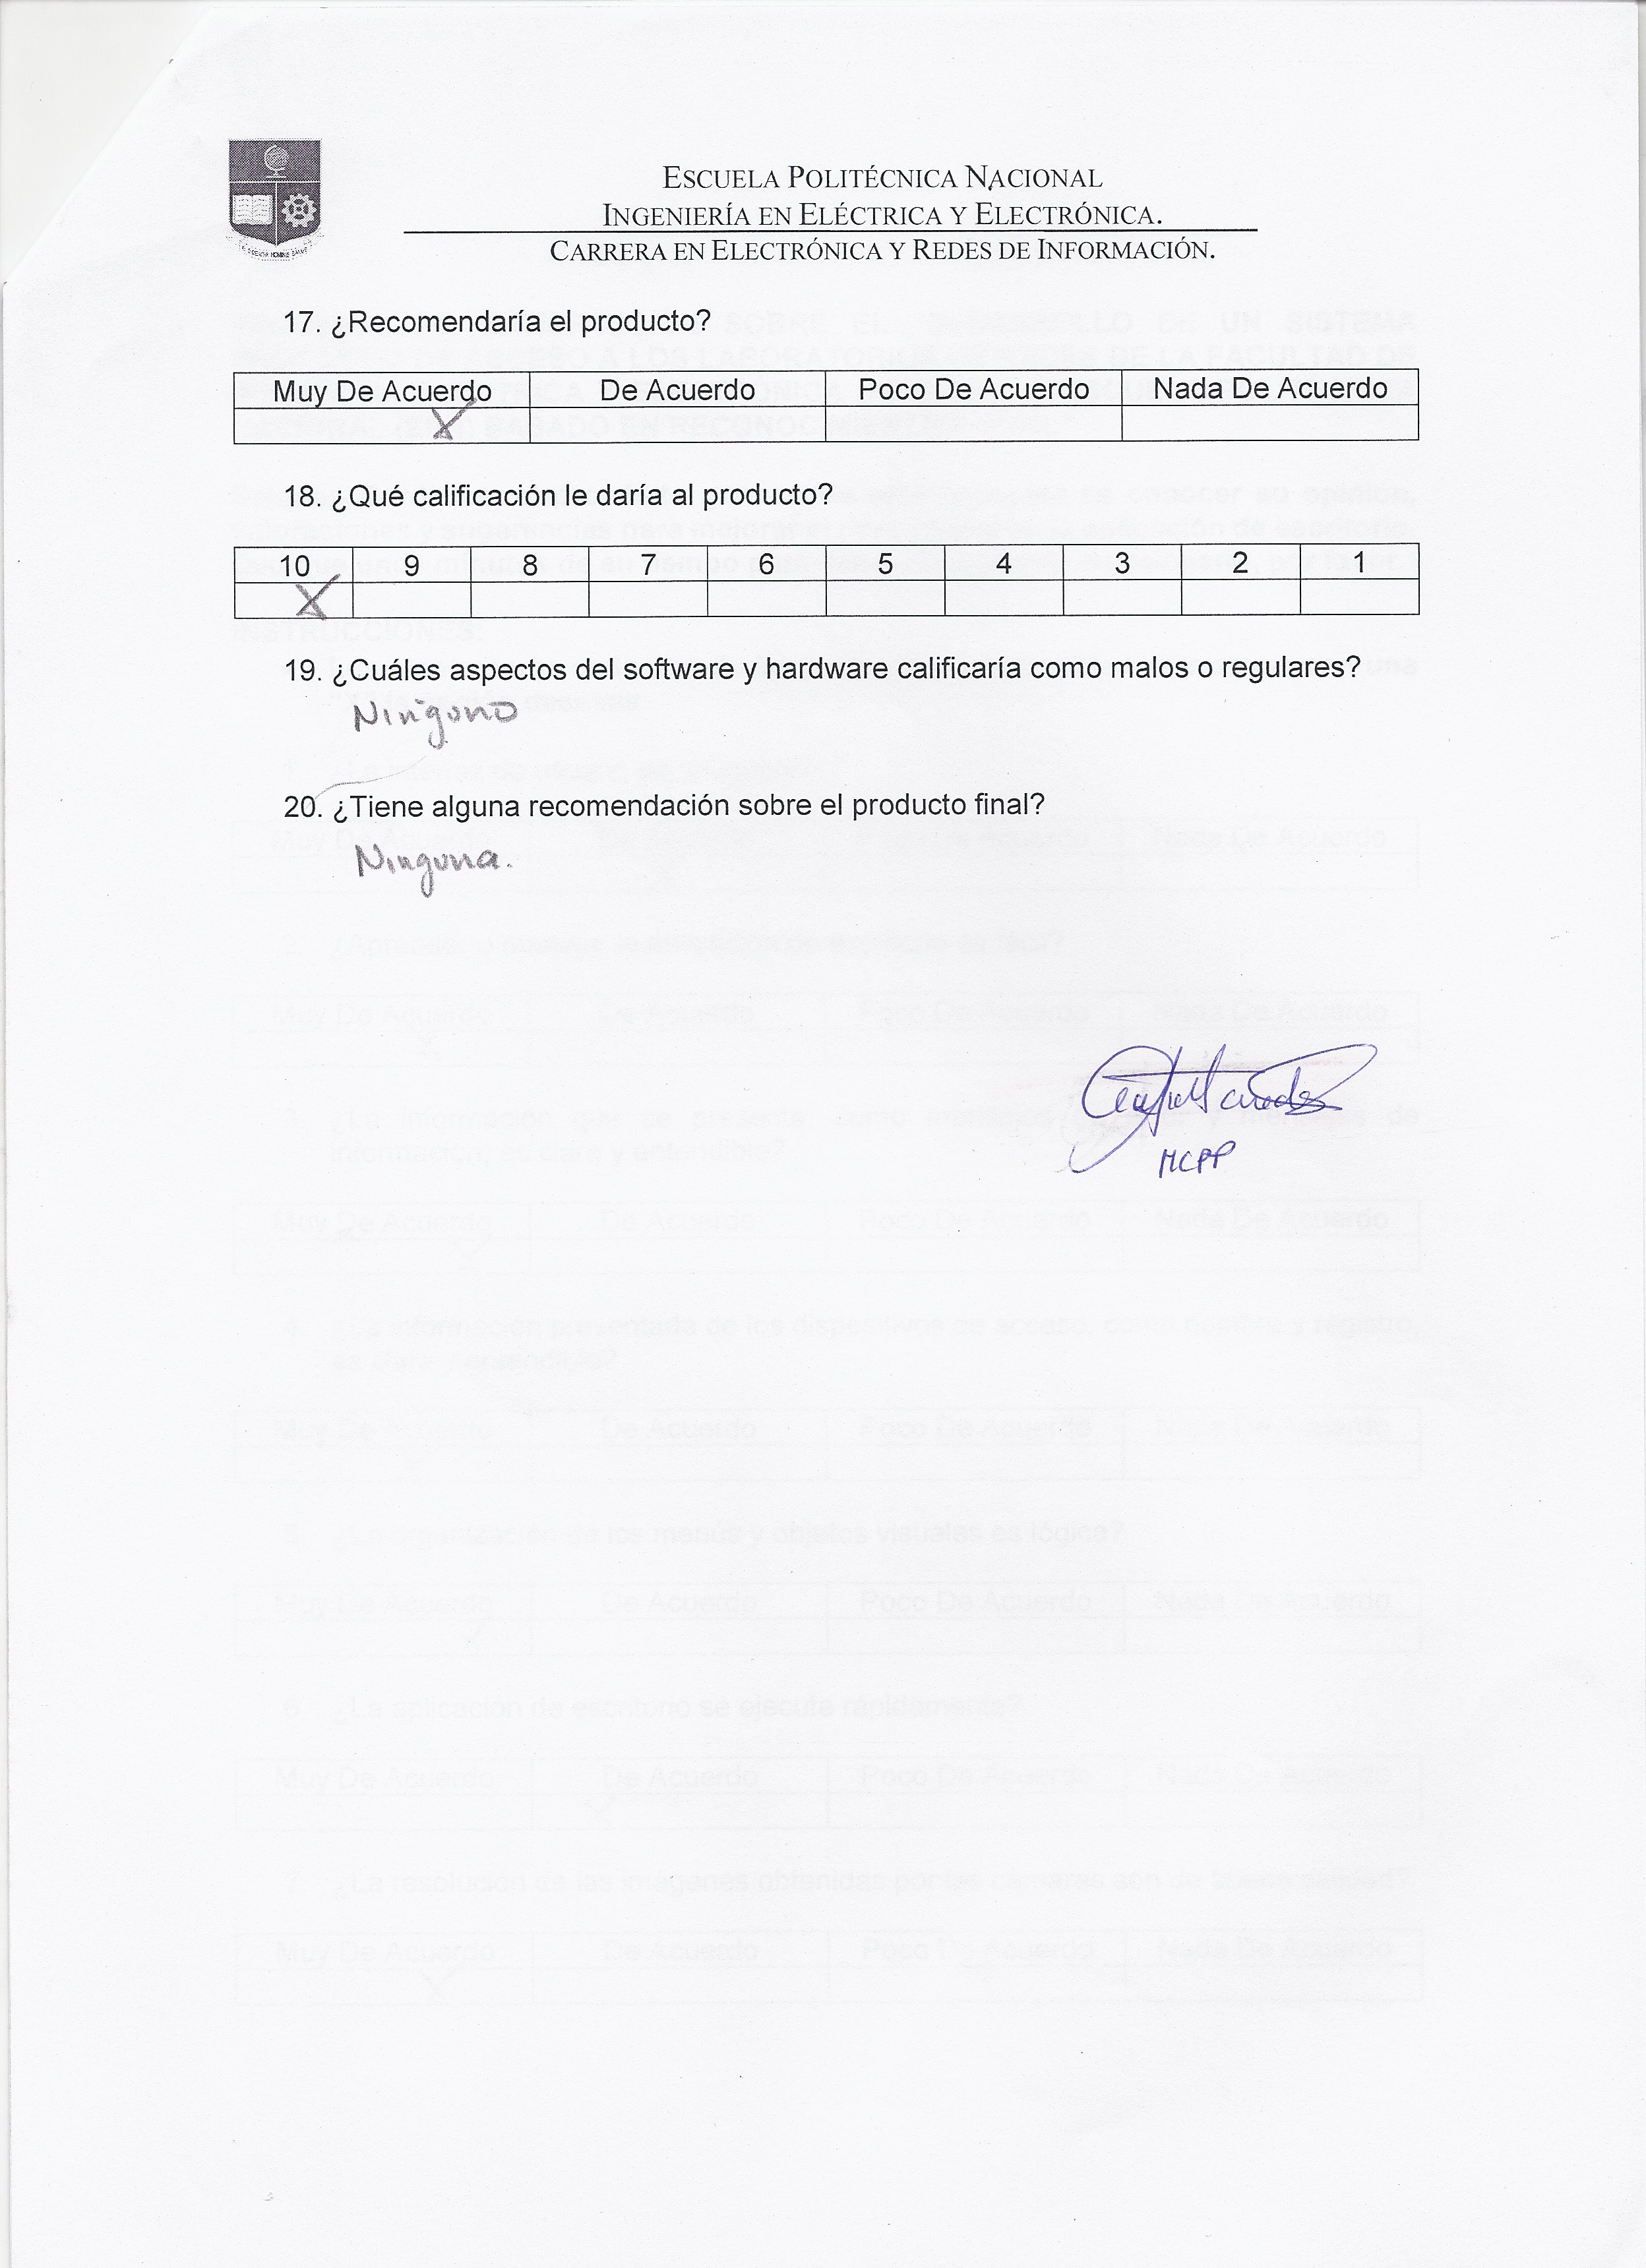 ESCUELA POLITÉCNICA NACIONAL
INGENIERÍA EN ELÉCTRICA Y ELECTRÓNICA.
CARRERA EN ELECTRÓNICA Y REDES DE INFORMACIÓN.
17. ¿Recomendaría el producto?
Muy De Acuerdo De Acuerdo Poco De Acuerdo Nada De Acuerdo
X
18. ¿Qué calificación le daría al producto?
10 9 8 7 6 5 4 3 2 1
X
19. ¿Cuáles aspectos del software y hardware calificaría como malos o regulares?
Ninguno
20. ¿Tiene alguna recomendación sobre el producto final?
Ninguna.
MCPP